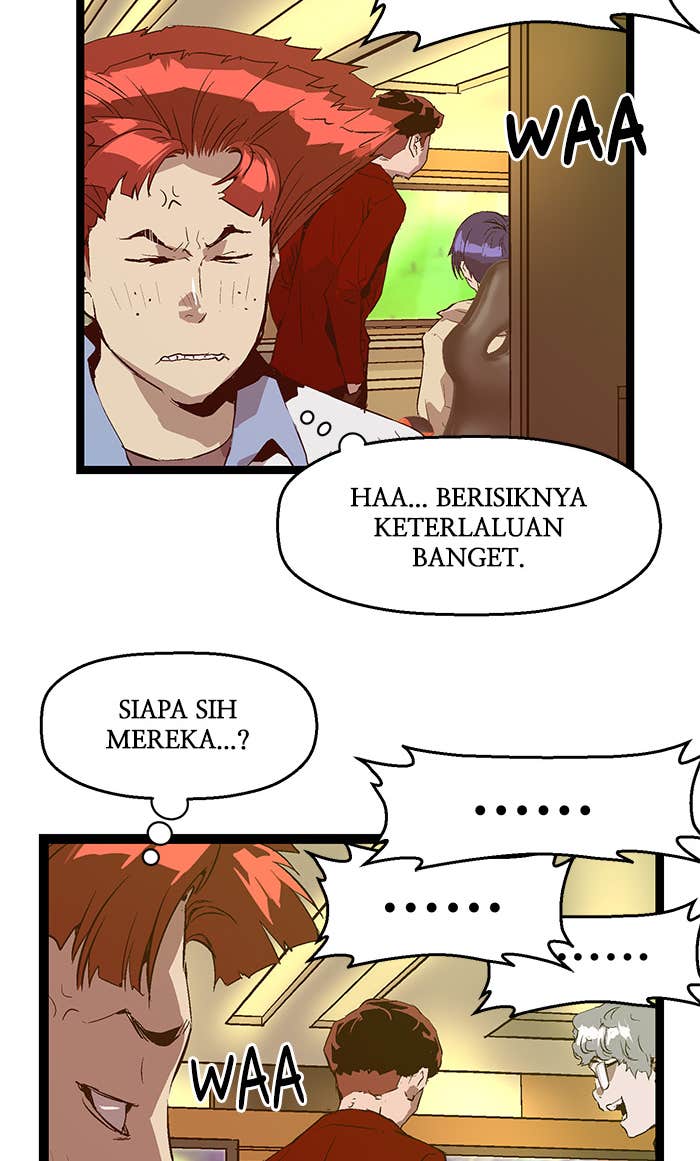 WAA
HAA... BERISIKNYA
KETERLALUAN
BANGET.
SIAPA SIH
MEREKA...?
......
......
......
WAA